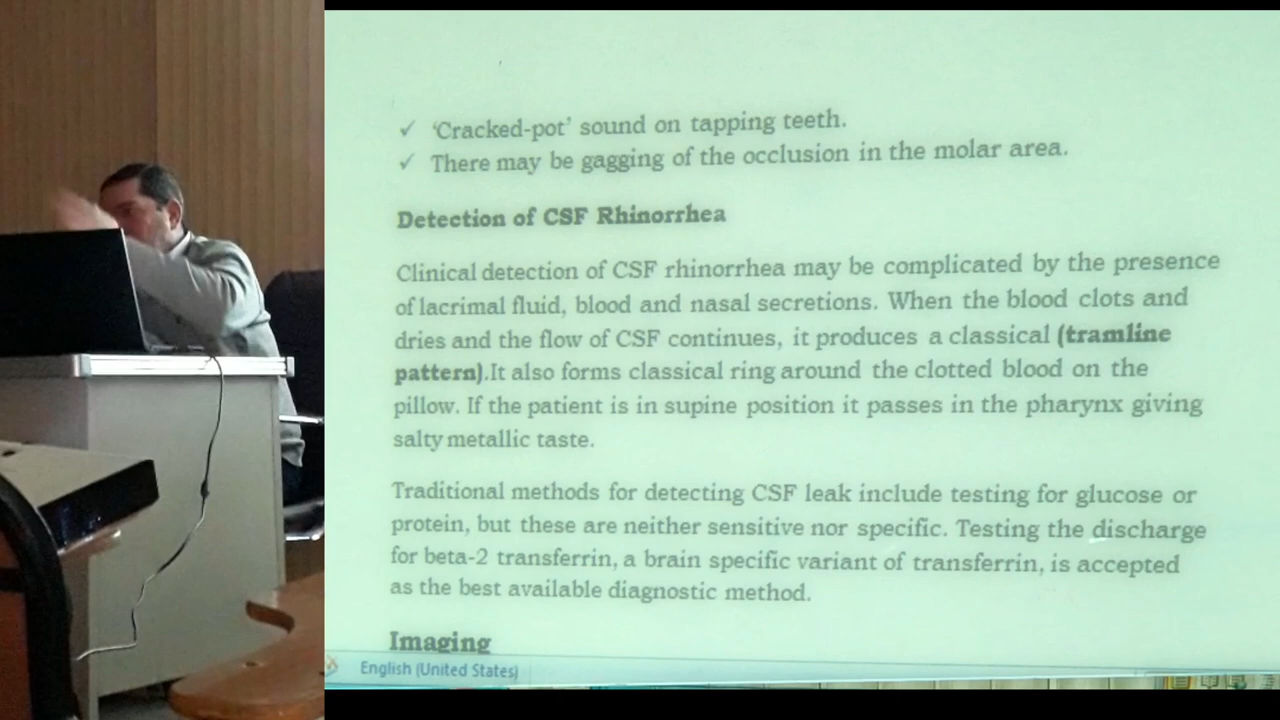 ✓ 'Cracked-pot' sound on tapping teeth.
✓ There may be gagging of the occlusion in the molar area.
Detection of CSF Rhinorrhea
Clinical detection of CSF rhinorrhea may be complicated by the presence
of lacrimal fluid, blood and nasal secretions. When the blood clots and
dries and the flow of CSF continues, it produces a classical (tramline
pattern).It also forms classical ring around the clotted blood on the
pillow. If the patient is in supine position it passes in the pharynx giving
salty metallic taste.
Traditional methods for detecting CSF leak include testing for glucose or
protein, but these are neither sensitive nor specific. Testing the discharge
for beta-2 transferrin, a brain specific variant of transferrin, is accepted
as the best available diagnostic method.
Imaging
English (United States)